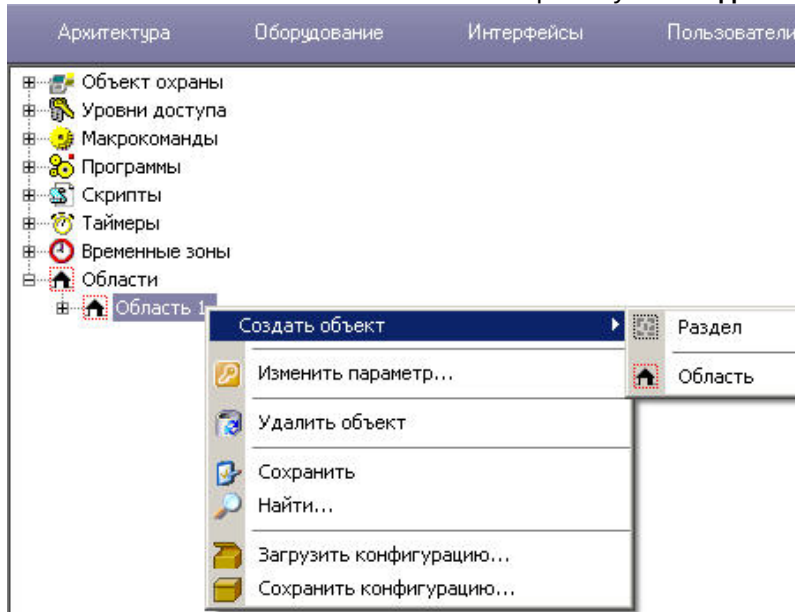 Архитектура Оборудование Интерфейсы Пользователи
Объект охраны
Уровни доступа
Макрокоманды
Программы
Скрипты
Таймеры
Временные зоны
Области
Область 1
Создать объект
Раздел
Изменить параметр...
Область
Удалить объект
Сохранить
Найти...
Загрузить конфигурацию...
Сохранить конфигурацию...